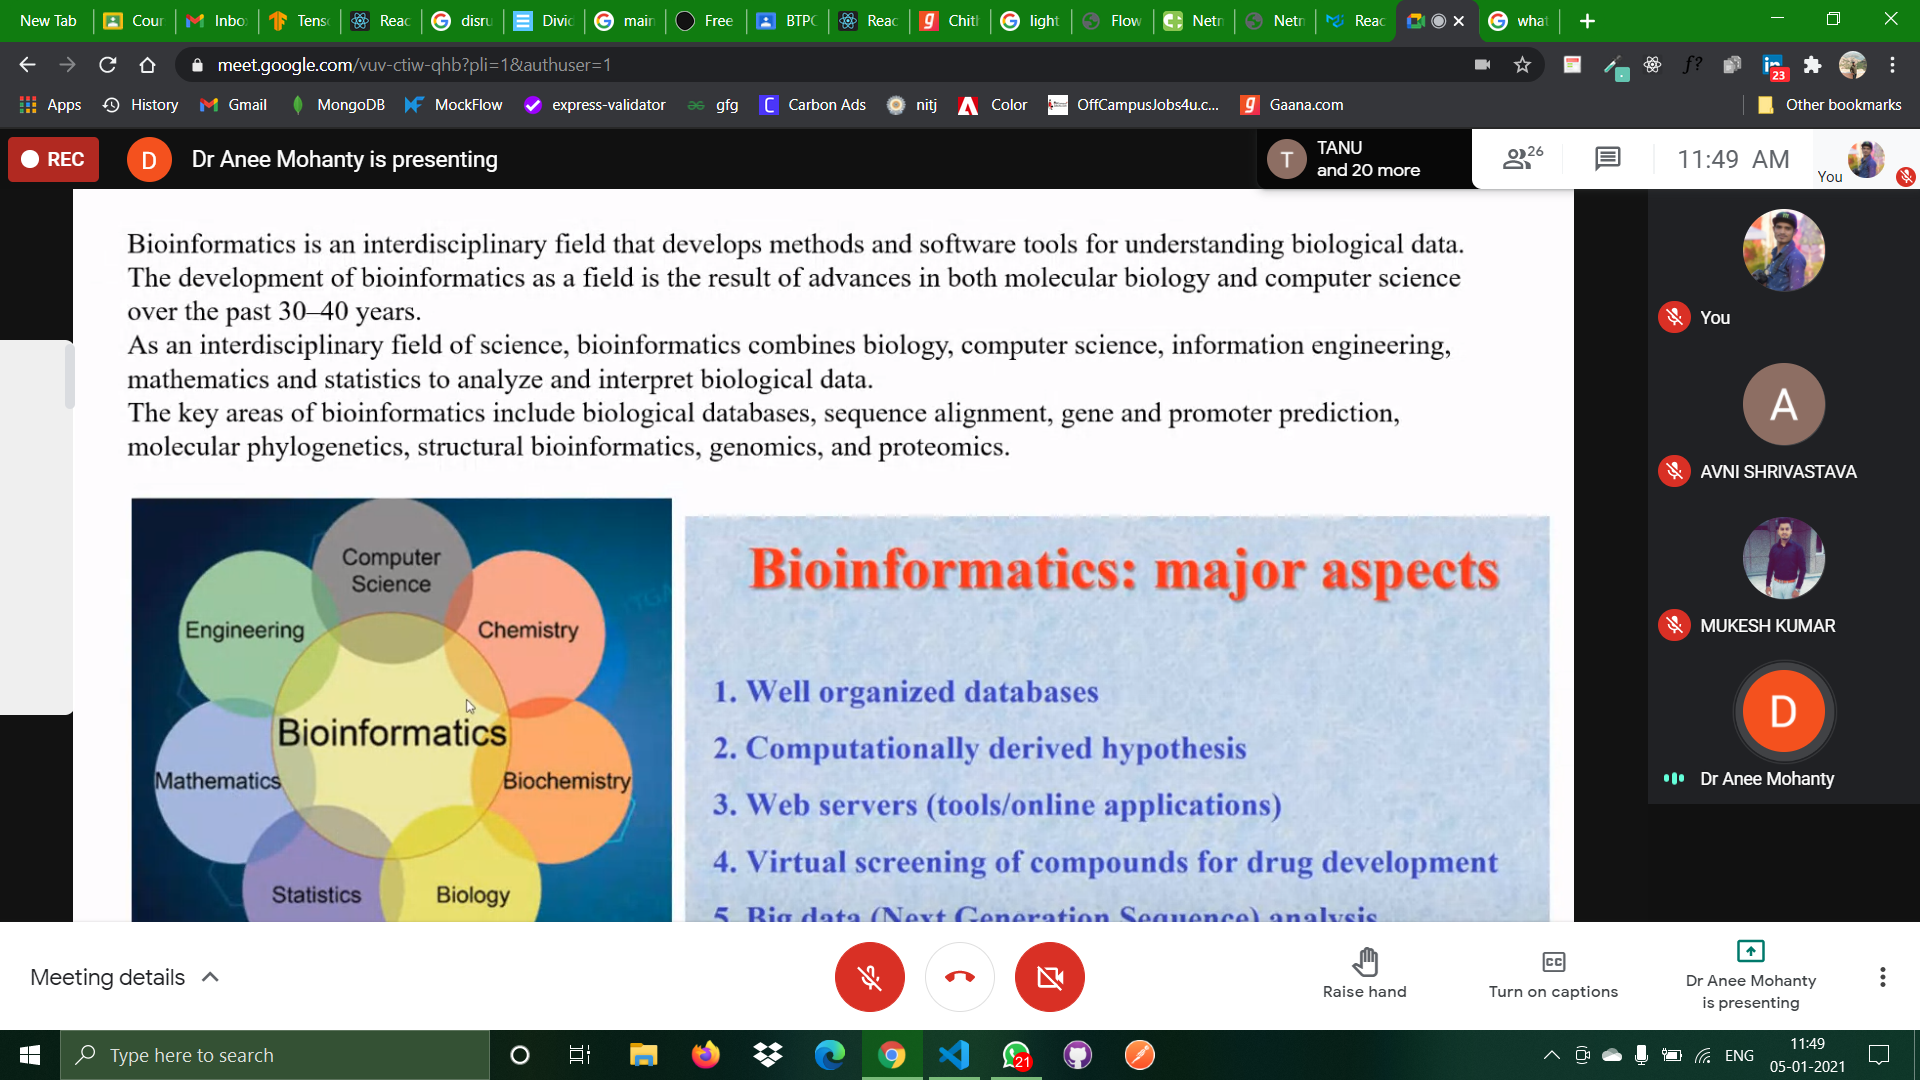 New Tab
Cour
Inbo
Tens
Reac
disru
Divid
main
Free
BTPC
Reac
Chith
light
Flow
Netn
Netn
Reac
what
meet.google.com/vuv-ctiw-qhb?pli=1&authuser=1
23
Apps
History
Gmail
MongoDB
MockFlow
express-validator
gfg
Carbon Ads
nitj
Color
OffCampusJobs4u.c...
Gaana.com
Other bookmarks
REC
D
Dr Anee Mohanty is presenting
T
TANU
and 20 more
26
11:49 AM
You
Bioinformatics is an interdisciplinary field that develops methods and software tools for understanding biological data.
The development of bioinformatics as a field is the result of advances in both molecular biology and computer science
over the past 30–40 years.
As an interdisciplinary field of science, bioinformatics combines biology, computer science, information engineering,
mathematics and statistics to analyze and interpret biological data.
The key areas of bioinformatics include biological databases, sequence alignment, gene and promoter prediction,
molecular phylogenetics, structural bioinformatics, genomics, and proteomics.
Computer
Science
Engineering
Chemistry
Bioinformatics
Mathematics
Biochemistry
Statistics
Biology
Bioinformatics: major aspects
1. Well organized databases
2. Computationally derived hypothesis
3. Web servers (tools/online applications)
4. Virtual screening of compounds for drug development
5. Big data (Next Generation Sequence) analysis
You
A
AVNI SHRIVASTAVA
MUKESH KUMAR
D
Dr Anee Mohanty
Meeting details
Raise hand
Turn on captions
Dr Anee Mohanty
is presenting
Type here to search
21
ENG
11:49
05-01-2021